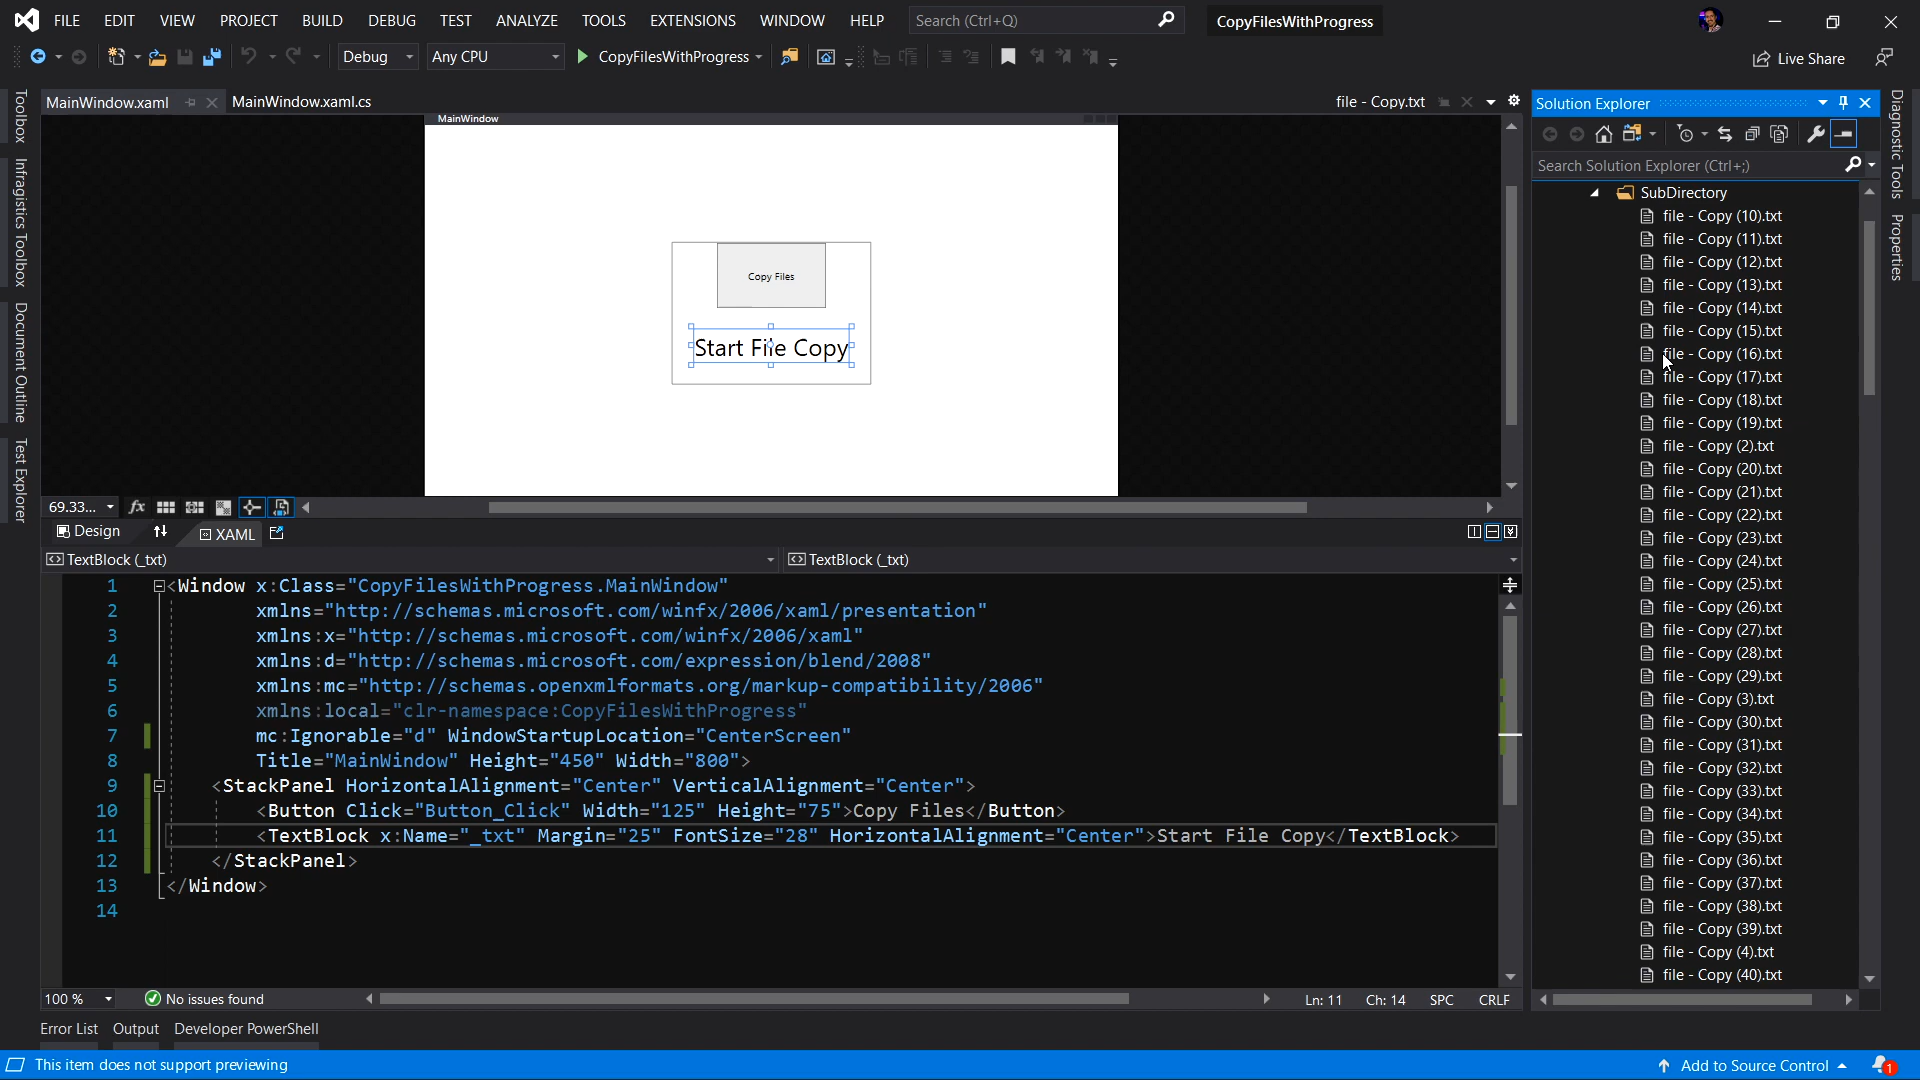 FILE EDIT VIEW PROJECT BUILD DEBUG TEST ANALYZE TOOLS EXTENSIONS WINDOW HELP Search (Ctrl+Q) CopyFilesWithProgress
Debug Any CPU CopyFilesWithProgress Live Share
MainWindow.xaml MainWindow.xaml.cs file - Copy.txt
Toolbox
Infragistics Toolbox
Document Outline
Test Explorer
MainWindow
Copy Files
Start File Copy
69.33...
Design XAML
TextBlock (_txt) TextBlock (_txt)
1 <Window x:Class="CopyFilesWithProgress.MainWindow"
2 xmlns="http://schemas.microsoft.com/winfx/2006/xaml/presentation"
3 xmlns:x="http://schemas.microsoft.com/winfx/2006/xaml"
4 xmlns:d="http://schemas.microsoft.com/expression/blend/2008"
5 xmlns:mc="http://schemas.openxmlformats.org/markup-compatibility/2006"
6 xmlns:local="clr-namespace:CopyFilesWithProgress"
7 mc:Ignorable="d" WindowStartupLocation="CenterScreen"
8 Title="MainWindow" Height="450" Width="800">
9 <StackPanel HorizontalAlignment="Center" VerticalAlignment="Center">
10 <Button Click="Button_Click" Width="125" Height="75">Copy Files</Button>
11 <TextBlock x:Name="_txt" Margin="25" FontSize="28" HorizontalAlignment="Center">Start File Copy</TextBlock>
12 </StackPanel>
13 </Window>
14
100 % No issues found Ln: 11 Ch: 14 SPC CRLF
Error List Output Developer PowerShell
This item does not support previewing
Solution Explorer
Search Solution Explorer (Ctrl+;)
SubDirectory
file - Copy (10).txt
file - Copy (11).txt
file - Copy (12).txt
file - Copy (13).txt
file - Copy (14).txt
file - Copy (15).txt
file - Copy (16).txt
file - Copy (17).txt
file - Copy (18).txt
file - Copy (19).txt
file - Copy (2).txt
file - Copy (20).txt
file - Copy (21).txt
file - Copy (22).txt
file - Copy (23).txt
file - Copy (24).txt
file - Copy (25).txt
file - Copy (26).txt
file - Copy (27).txt
file - Copy (28).txt
file - Copy (29).txt
file - Copy (3).txt
file - Copy (30).txt
file - Copy (31).txt
file - Copy (32).txt
file - Copy (33).txt
file - Copy (34).txt
file - Copy (35).txt
file - Copy (36).txt
file - Copy (37).txt
file - Copy (38).txt
file - Copy (39).txt
file - Copy (4).txt
file - Copy (40).txt
Diagnostic Tools
Properties
Add to Source Control 1